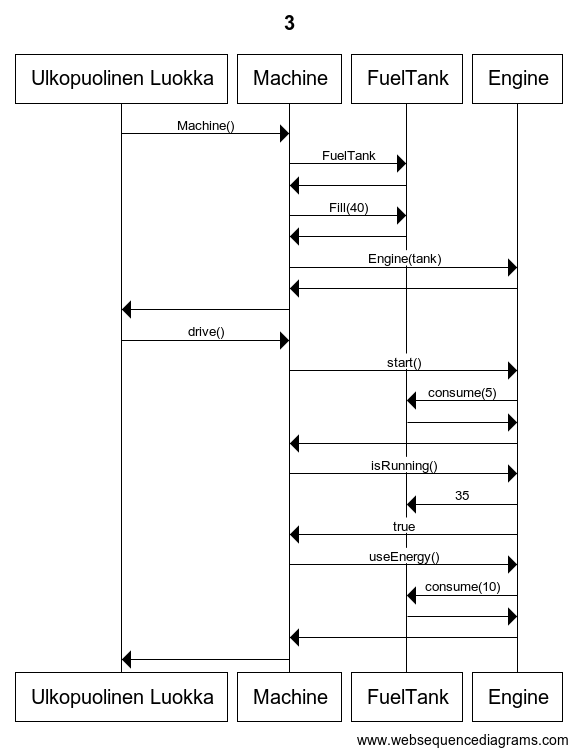 3
Ulkopuolinen Luokka
Machine
FuelTank
Engine
Machine()
FuelTank
Fill(40)
Engine(tank)
drive()
start()
consume(5)
isRunning()
35
true
useEnergy()
consume(10)
Ulkopuolinen Luokka
Machine
FuelTank
Engine
www.websequencediagrams.com